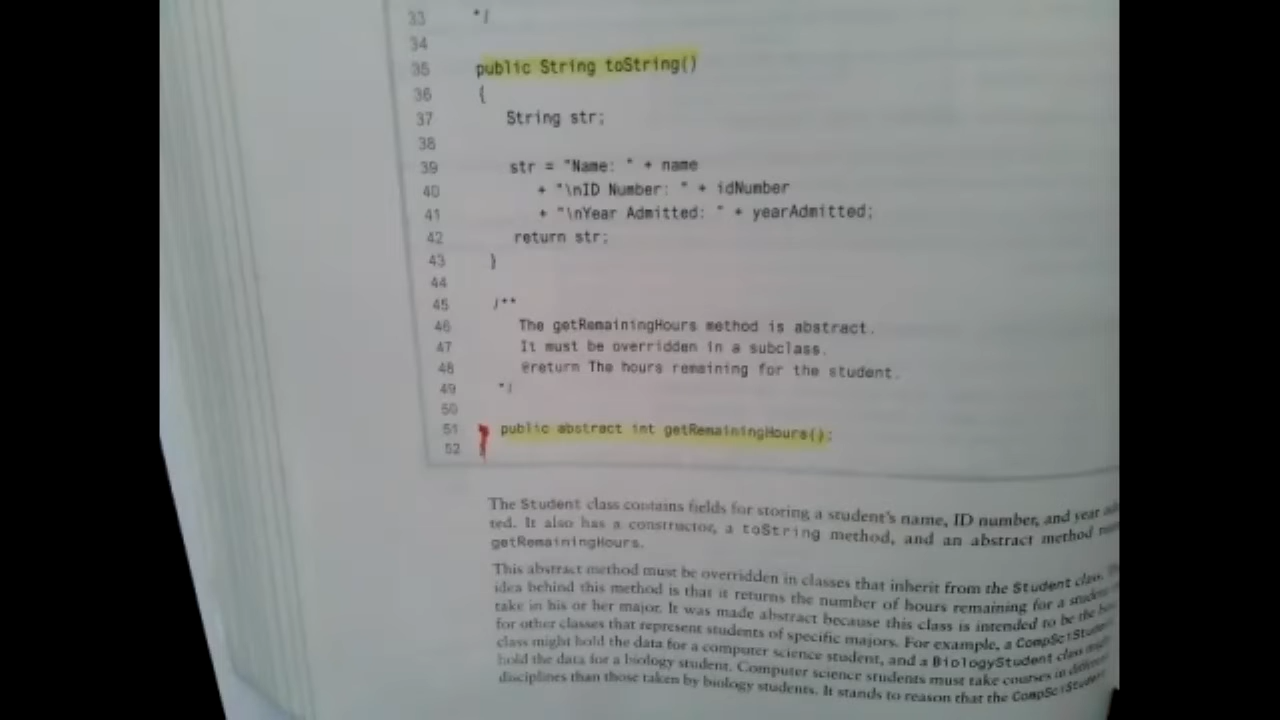 33 */
34
35 public String toString()
36 {
37 String str;
38
39 str = "Name: " + name
40 + "\nID Number: " + idNumber
41 + "\nYear Admitted: " + yearAdmitted;
42 return str;
43 }
44
45 /**
46 The getRemainingHours method is abstract.
47 It must be overridden in a subclass.
48 @return The hours remaining for the student.
49 */
50
51 public abstract int getRemainingHours();
52
The Student class contains fields for storing a student's name, ID number, and year
ted. It also has a constructor, a toString method, and an abstract method
getRemainingHours.
This abstract method must be overridden in classes that inherit from the Student class.
idea behind this method is that it returns the number of hours remaining for a
take in his or her major. It was made abstract because this class is intended to be the
for other classes that represent students of specific majors. For example, a
class might hold the data for a computer science student, and a BiologyStudent class
hold the data for a biology student. Computer science students must take courses in
disciplines than those taken by biology students. It stands to reason that the CompSciStudent